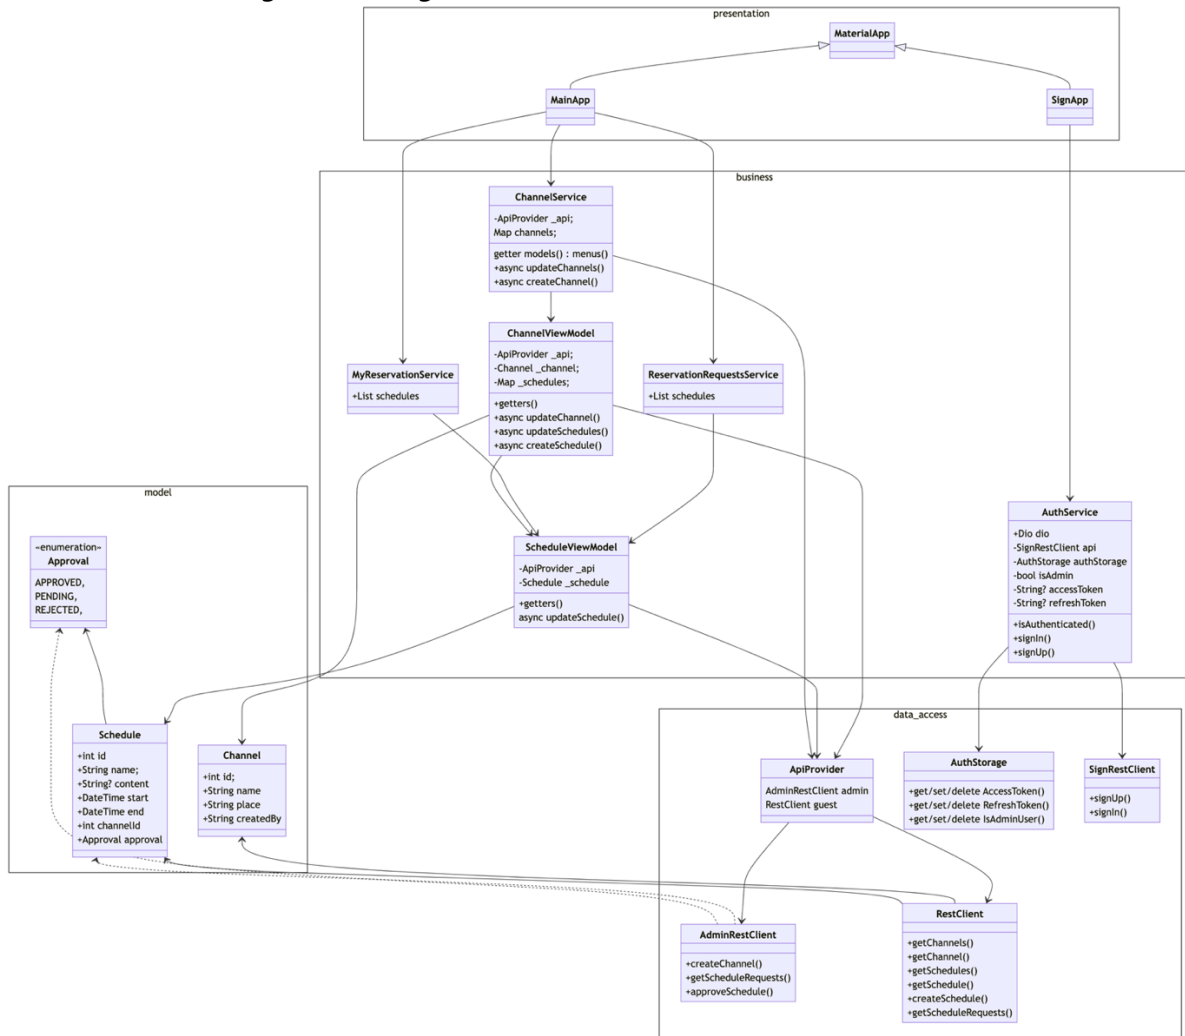 presentation
MaterialApp
MainApp
SignApp
business
ChannelService
-ApiProvider _api;
Map channels;
getter models() : menus()
+async updateChannels()
+async createChannel()
ChannelViewModel
-ApiProvider _api;
-Channel _channel;
-Map _schedules;
+getters()
+async updateChannel()
+async updateSchedules()
+async createSchedule()
MyReservationService
+List schedules
ReservationRequestsService
+List schedules
ScheduleViewModel
-ApiProvider _api
-Schedule _schedule
+getters()
async updateSchedule()
AuthService
+Dio dio
-SignRestClient api
-AuthStorage authStorage
-bool isAdmin
-String? accessToken
-String? refreshToken
+isAuthenticated()
+signIn()
+signUp()
model
«enumeration»
Approval
APPROVED,
PENDING,
REJECTED,
Schedule
+int id
+String name;
+String? content
+DateTime start
+DateTime end
+int channelId
+Approval approval
Channel
+int id;
+String name
+String place
+String createdBy
data_access
ApiProvider
AdminRestClient admin
RestClient guest
AuthStorage
+get/set/delete AccessToken()
+get/set/delete RefreshToken()
+get/set/delete IsAdminUser()
SignRestClient
+signUp()
+signIn()
AdminRestClient
+createChannel()
+getScheduleRequests()
+approveSchedule()
RestClient
+getChannels()
+getChannel()
+getSchedules()
+getSchedule()
+createSchedule()
+getScheduleRequests()